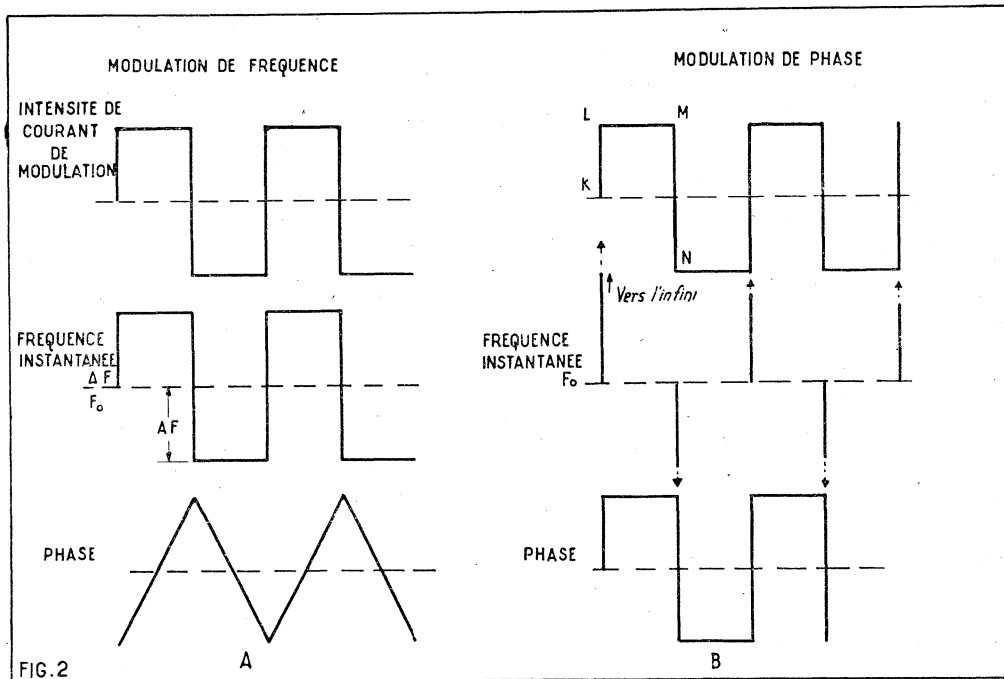 MODULATION DE FREQUENCE
INTENSITE DE
COURANT
DE
MODULATION
FREQUENCE
INSTANTANEE
ΔF
F₀
ΔF
PHASE
A
FIG.2
MODULATION DE PHASE
L
M
K
N
Vers l'infini
FREQUENCE
INSTANTANEE
F₀
PHASE
B